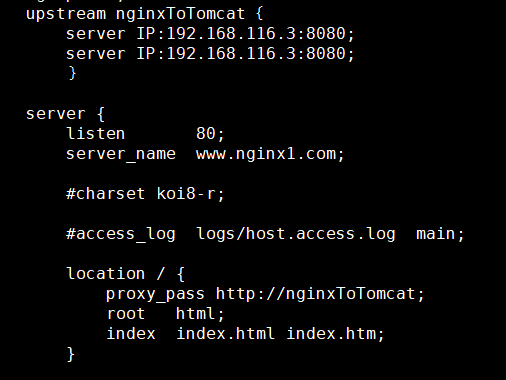 upstream nginxToTomcat {
    server IP:192.168.116.3:8080;
    server IP:192.168.116.3:8080;
    }

server {
    listen       80;
    server_name  www.nginx1.com;

    #charset koi8-r;

    #access_log  logs/host.access.log  main;

    location / {
        proxy_pass http://nginxToTomcat;
        root   html;
        index  index.html index.htm;
    }